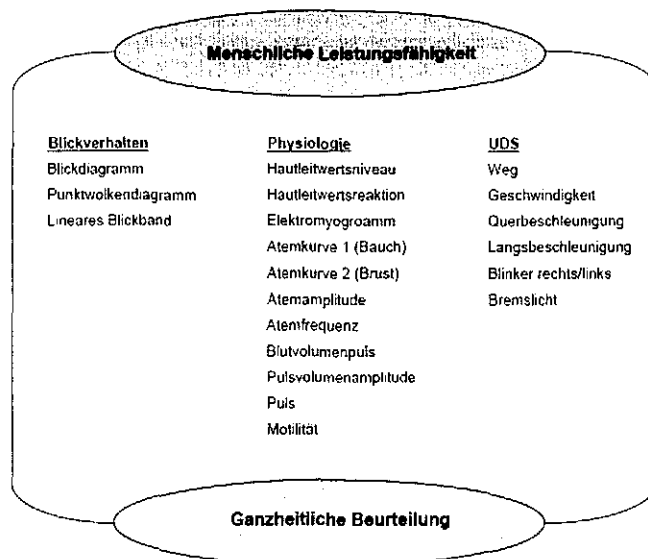 Menschliche Leistungsfähigkeit
Blickverhalten
Blickdiagramm
Punktwolkendiagramm
Lineares Blickband
Physiologie
Hautleitwertsniveau
Hautleitwertsreaktion
Elektromyogroamm
Atemkurve 1 (Bauch)
Atemkurve 2 (Brust)
Atemamplitude
Atemfrequenz
Blutvolumenpuls
Pulsvolumenamplitude
Puls
Motilität
UDS
Weg
Geschwindigkeit
Querbeschleunigung
Langsbeschleunigung
Blinker rechts/links
Bremslicht
Ganzheitliche Beurteilung